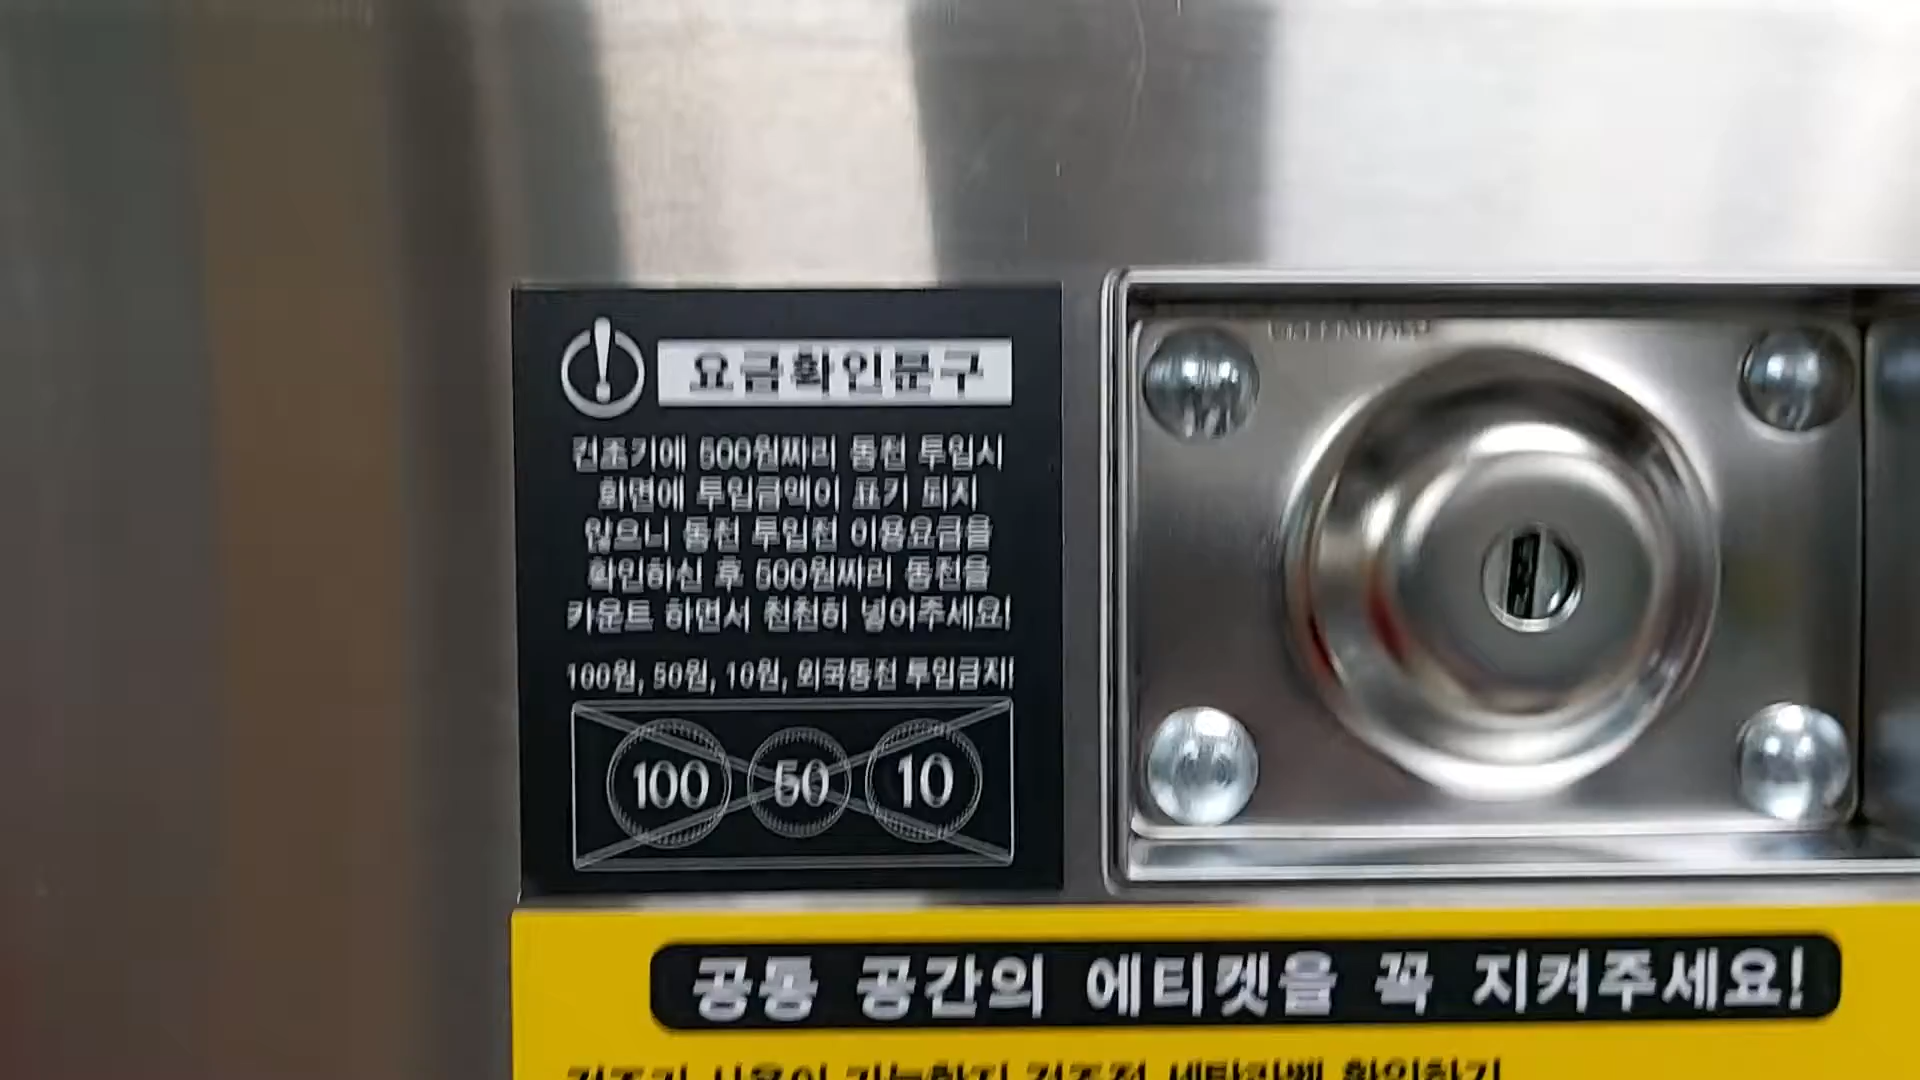 요금확인문구
건조기에 500원짜리 동전 투입시
화면에 투입금액이 표기 되지
않으니 동전 투입전 이용요금을
확인하신 후 500원짜리 동전을
카운트 하면서 천천히 넣어주세요!
100원, 50원, 10원, 외국동전 투입금지!
100 50 10
공동 공간의 에티켓을 꼭 지켜주세요!